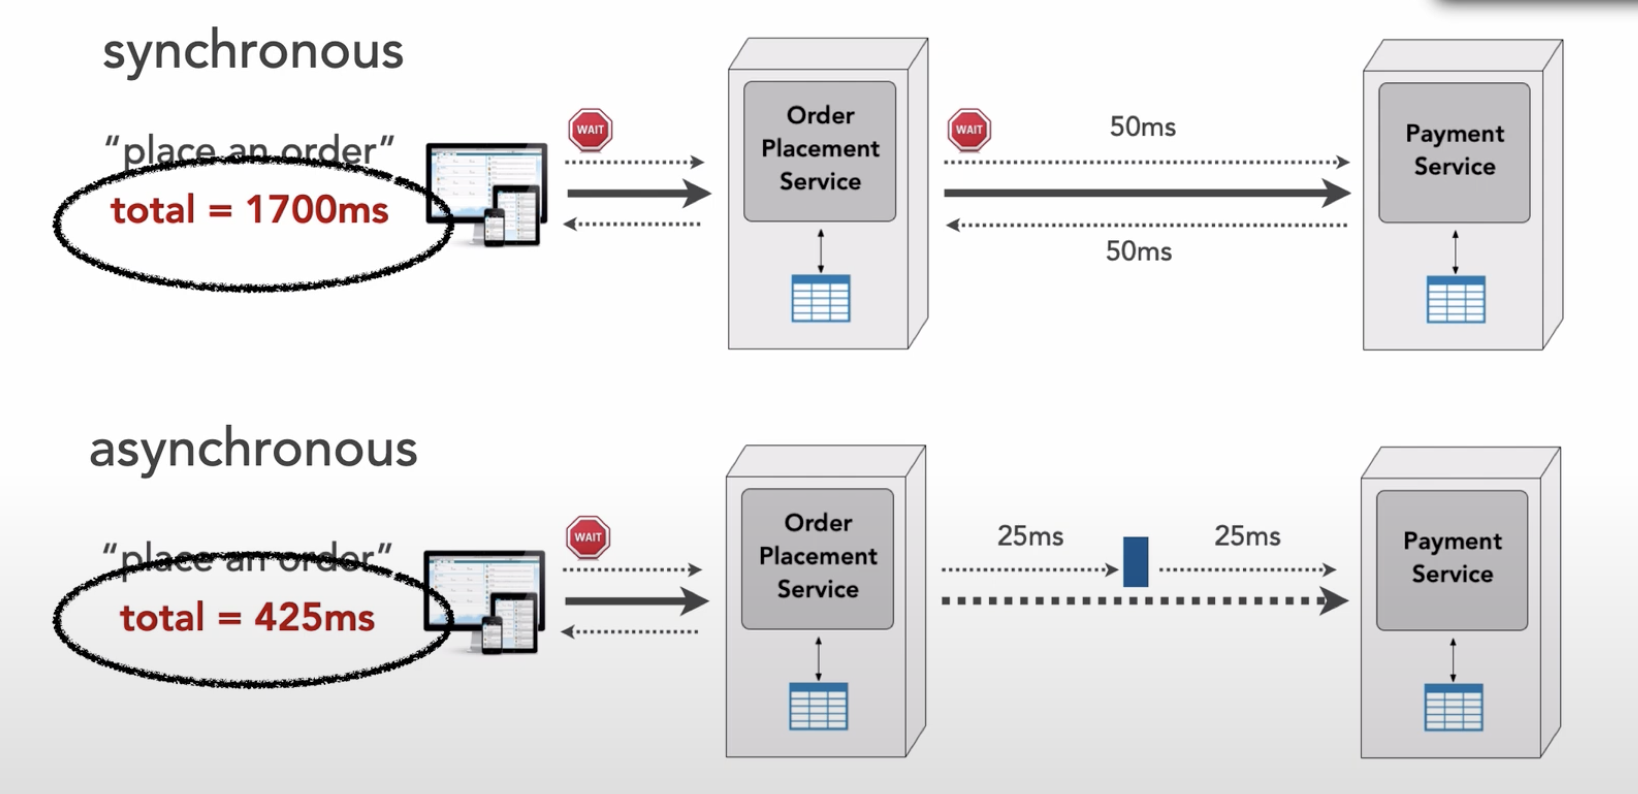 synchronous
“place an order”
total = 1700ms
WAIT
Order
Placement
Service
WAIT
50ms
50ms
Payment
Service
asynchronous
“place an order”
total = 425ms
WAIT
Order
Placement
Service
25ms
25ms
Payment
Service